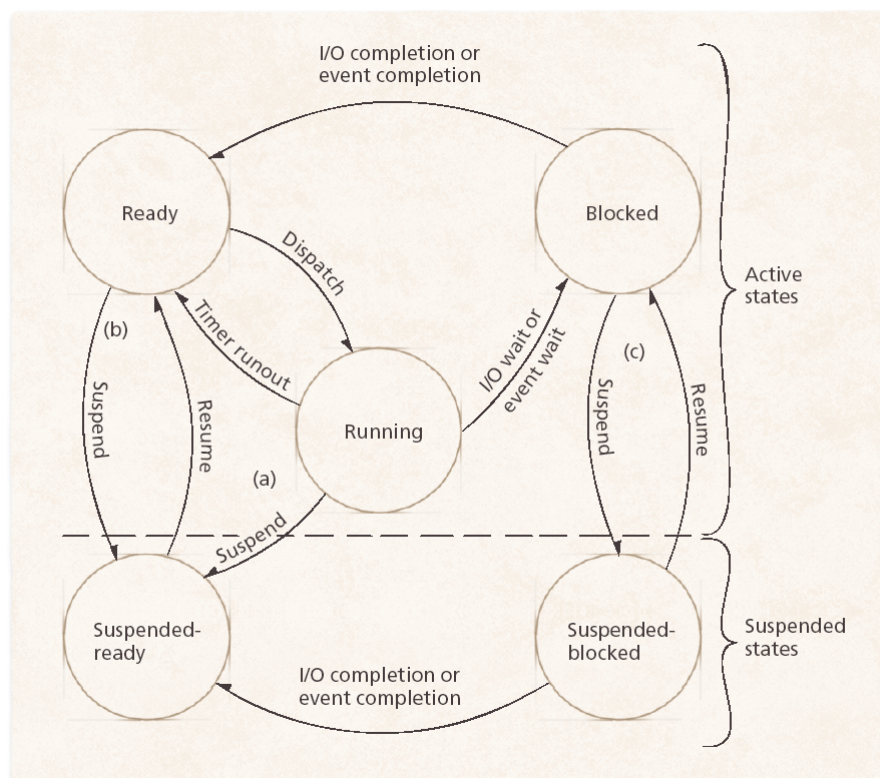 I/O completion or
event completion
Ready
Blocked
Dispatch
Timer runout
Active
states
(b)
(c)
I/O wait or
event wait
Suspend
Resume
Running
Suspend
Resume
(a)
Suspend
Suspended-
ready
Suspended-
blocked
Suspended
states
I/O completion or
event completion